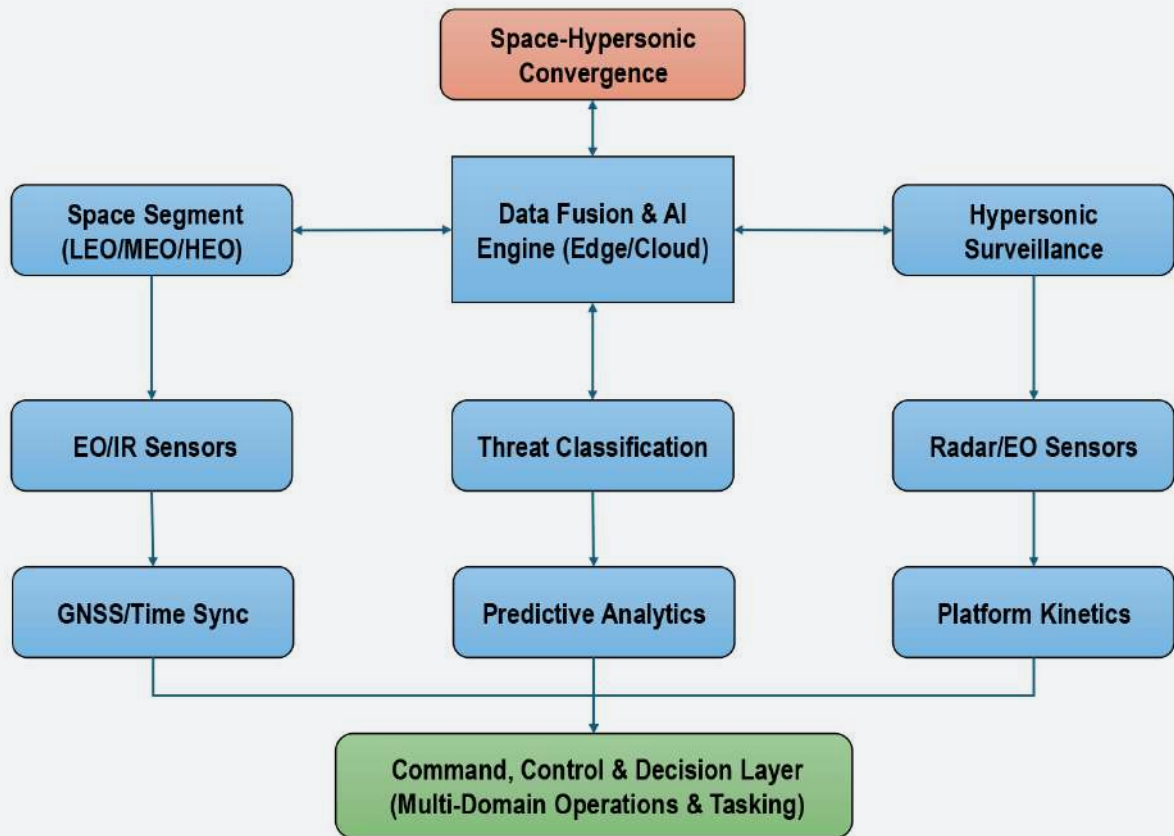 Space-Hypersonic
Convergence
Space Segment
(LEO/MEO/HEO)
Data Fusion & AI
Engine (Edge/Cloud)
Hypersonic
Surveillance
EO/IR Sensors
Threat Classification
Radar/EO Sensors
GNSS/Time Sync
Predictive Analytics
Platform Kinetics
Command, Control & Decision Layer
(Multi-Domain Operations & Tasking)